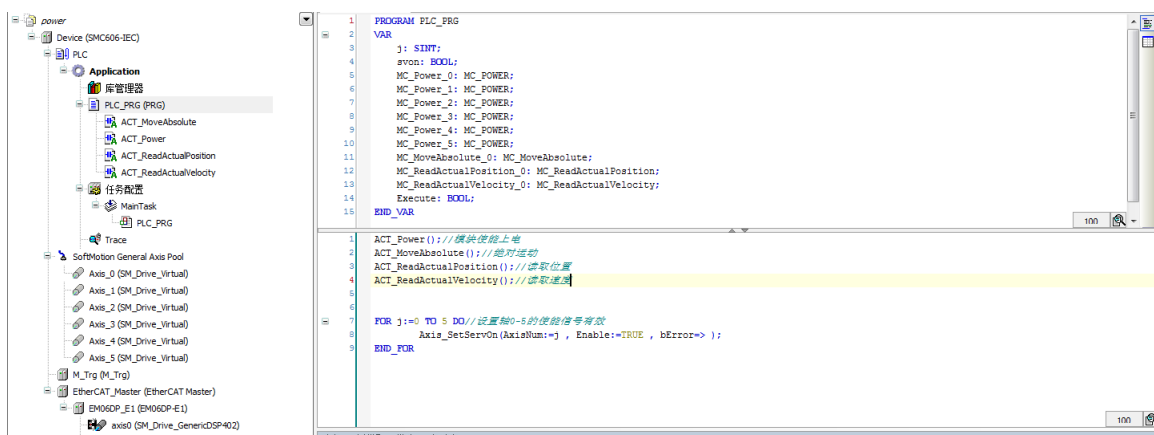 power
Device (SMC606-IEC)
PLC
Application
库管理器
PLC_PRG (PRG)
ACT_MoveAbsolute
ACT_Power
ACT_ReadActualPosition
ACT_ReadActualVelocity
任务配置
MainTask
PLC_PRG
Trace
SoftMotion General Axis Pool
Axis_0 (SM_Drive_Virtual)
Axis_1 (SM_Drive_Virtual)
Axis_2 (SM_Drive_Virtual)
Axis_3 (SM_Drive_Virtual)
Axis_4 (SM_Drive_Virtual)
Axis_5 (SM_Drive_Virtual)
M_Trg (M_Trg)
EtherCAT_Master (EtherCAT Master)
EM06DP_E1 (EM06DP-E1)
axis0 (SM_Drive_GenericDSP402)
1 PROGRAM PLC_PRG
2 VAR
3 j: SINT;
4 svon: BOOL;
5 MC_Power_0: MC_POWER;
6 MC_Power_1: MC_POWER;
7 MC_Power_2: MC_POWER;
8 MC_Power_3: MC_POWER;
9 MC_Power_4: MC_POWER;
10 MC_Power_5: MC_POWER;
11 MC_MoveAbsolute_0: MC_MoveAbsolute;
12 MC_ReadActualPosition_0: MC_ReadActualPosition;
13 MC_ReadActualVelocity_0: MC_ReadActualVelocity;
14 Execute: BOOL;
15 END_VAR
100
1 ACT_Power();//模块使能上电
2 ACT_MoveAbsolute();//绝对运动
3 ACT_ReadActualPosition();//读取位置
4 ACT_ReadActualVelocity();//读取速度
5
6
7 FOR j:=0 TO 5 DO//设置轴0-5的使能信号有效
8 Axis_SetServOn(AxisNum:=j , Enable:=TRUE , bError=> );
9 END_FOR
100